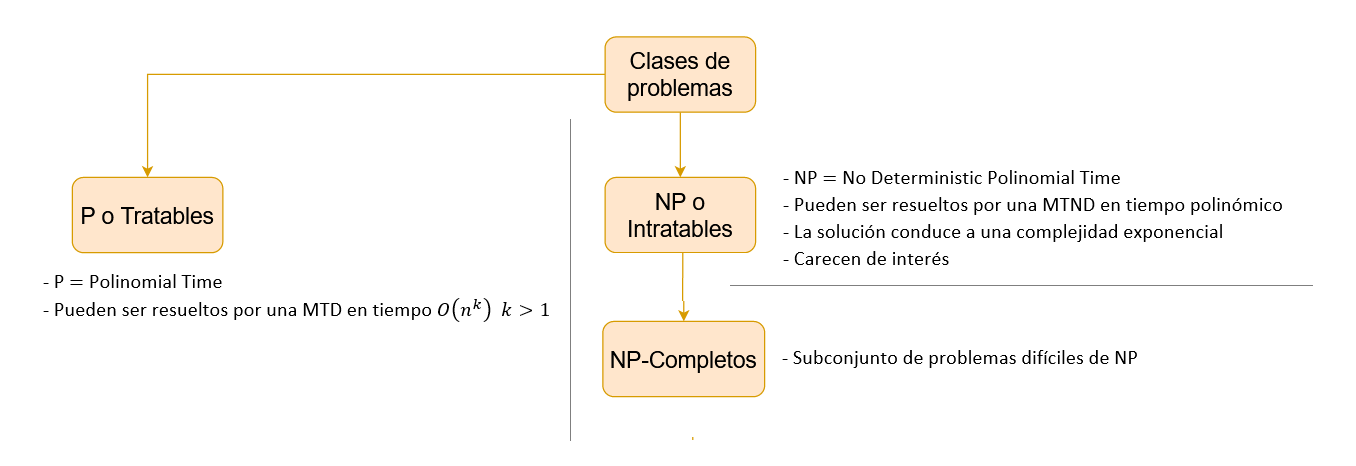 Clases de
problemas
P o Tratables
- P = Polinomial Time
- Pueden ser resueltos por una MTD en tiempo O(n^k) k > 1
NP o
Intratables
- NP = No Deterministic Polinomial Time
- Pueden ser resueltos por una MTND en tiempo polinómico
- La solución conduce a una complejidad exponencial
- Carecen de interés
NP-Completos
- Subconjunto de problemas difíciles de NP